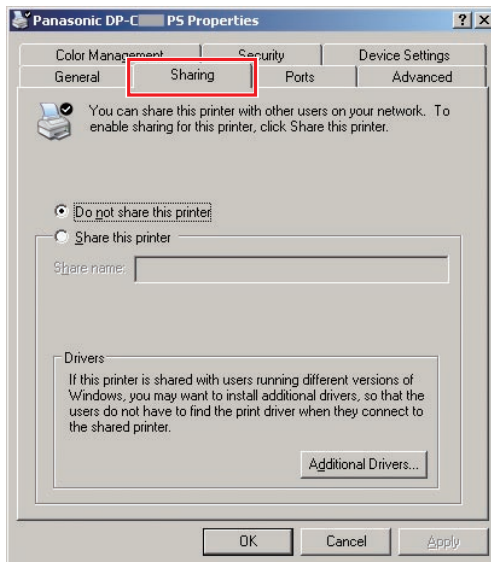 Panasonic DP-C PS Properties
Color Management Security Device Settings
General Sharing Ports Advanced
You can share this printer with other users on your network. To
enable sharing for this printer, click Share this printer.
Do not share this printer
Share this printer
Share name:
Drivers
If this printer is shared with users running different versions of
Windows, you may want to install additional drivers, so that the
users do not have to find the print driver when they connect to
the shared printer.
Additional Drivers...
OK Cancel Apply